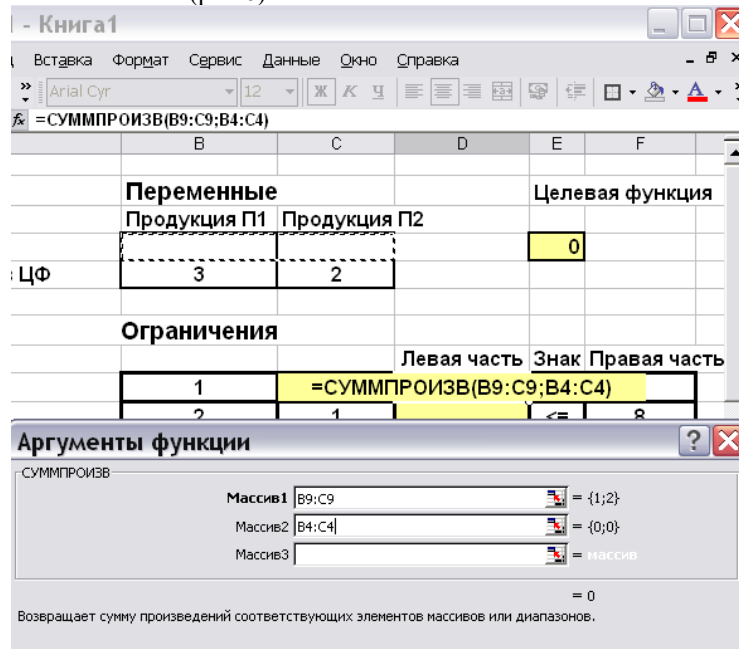 - Книга1
Вставка Формат Сервис Данные Окно Справка
Arial Cyr 12 Ж К Ч
fx =СУММПРОИЗВ(B9:C9;B4:C4)
B C D E F
Переменные Целевая функция
Продукция П1 Продукция П2
0
ЦФ 3 2
Ограничения
Левая часть Знак Правая часть
1 =СУММПРОИЗВ(B9:C9;B4:C4)
2 1 <= 8
Аргументы функции
СУММПРОИЗВ
Массив1 B9:C9 = {1;2}
Массив2 B4:C4 = {0;0}
Массив3 = массив
= 0
Возвращает сумму произведений соответствующих элементов массивов или диапазонов.